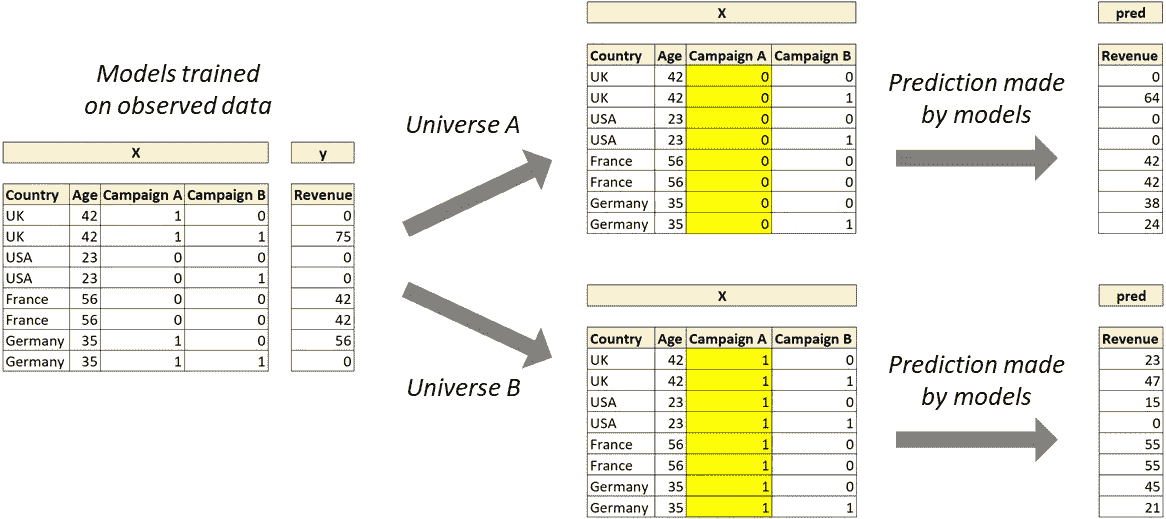 Models trained
on observed data
X y
Country Age Campaign A Campaign B Revenue
UK 42 1 0 0
UK 42 1 1 75
USA 23 0 0 0
USA 23 0 1 0
France 56 0 0 42
France 56 0 0 42
Germany 35 1 0 56
Germany 35 1 1 0
Universe A
X pred
Country Age Campaign A Campaign B Revenue
UK 42 0 0 0
UK 42 0 1 64
USA 23 0 0 0
USA 23 0 1 0
France 56 0 0 42
France 56 0 0 42
Germany 35 0 0 38
Germany 35 0 1 24
Prediction made
by models
Universe B
X pred
Country Age Campaign A Campaign B Revenue
UK 42 1 0 23
UK 42 1 1 47
USA 23 1 0 15
USA 23 1 1 0
France 56 1 0 55
France 56 1 0 55
Germany 35 1 0 45
Germany 35 1 1 21
Prediction made
by models